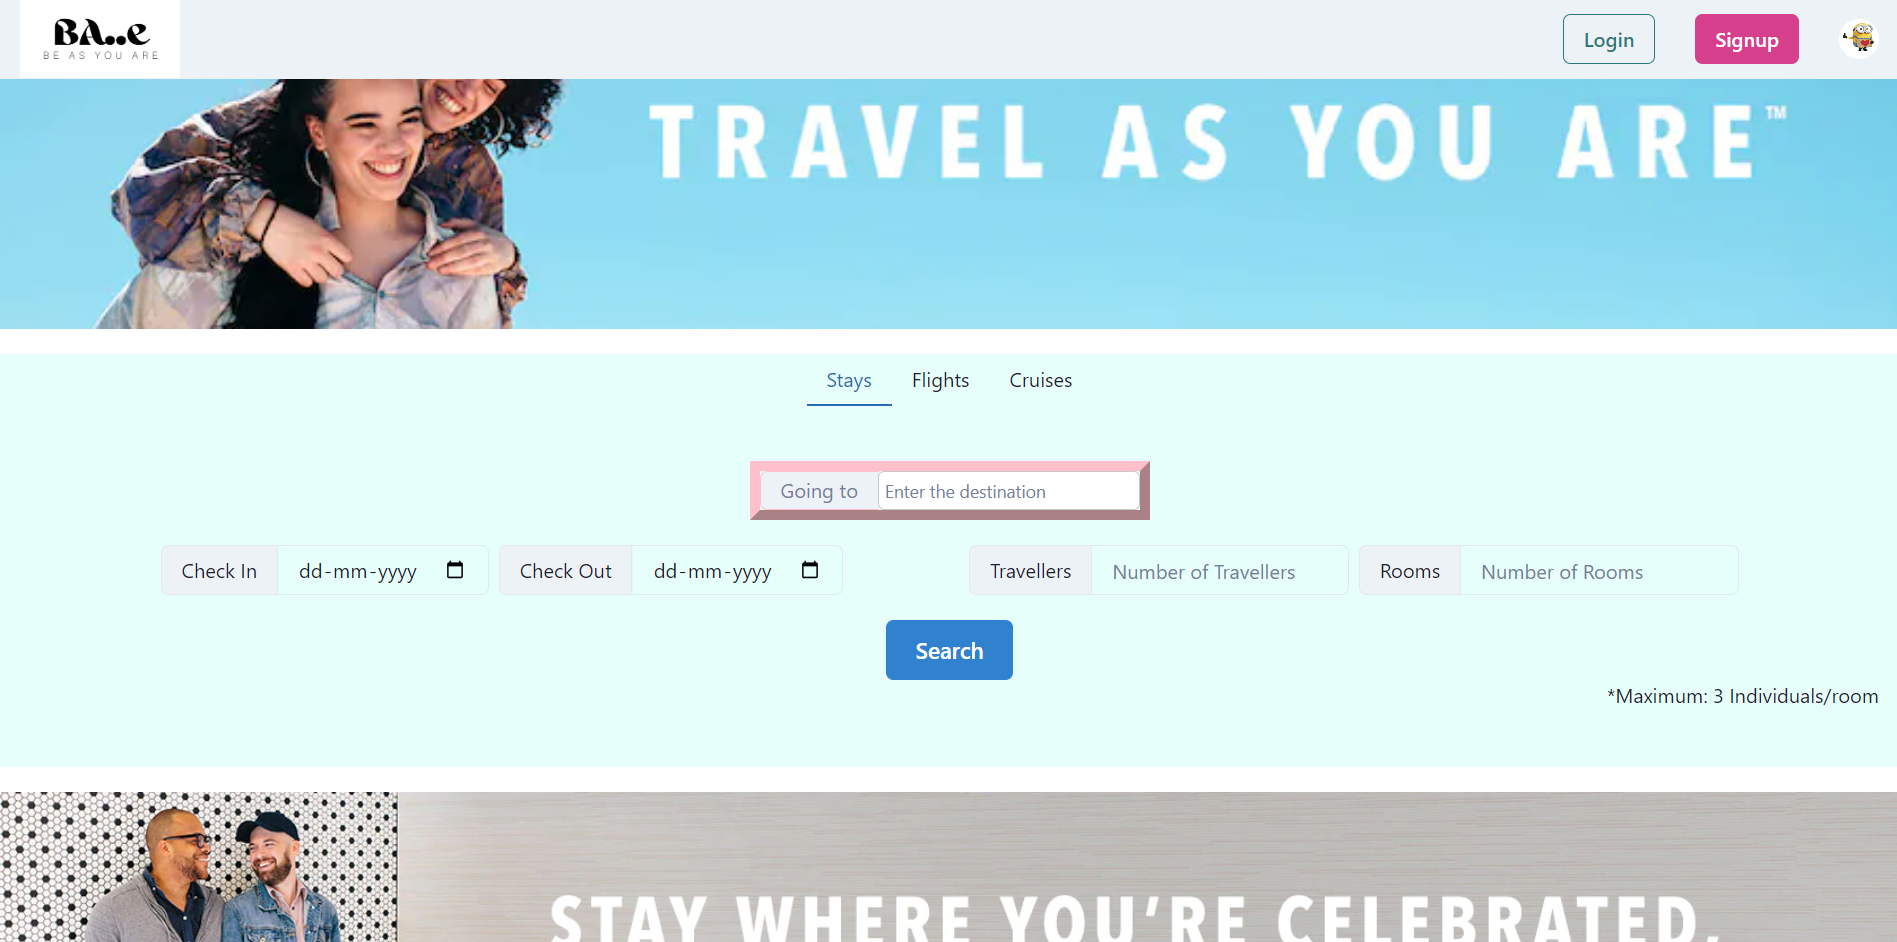 BA..e
BE AS YOU ARE
Login
Signup
TRAVEL AS YOU ARE™
Stays
Flights
Cruises
Going to
Enter the destination
Check In
dd-mm-yyyy
Check Out
dd-mm-yyyy
Travellers
Number of Travellers
Rooms
Number of Rooms
Search
*Maximum: 3 Individuals/room
STAY WHERE YOU'RE CELEBRATED,